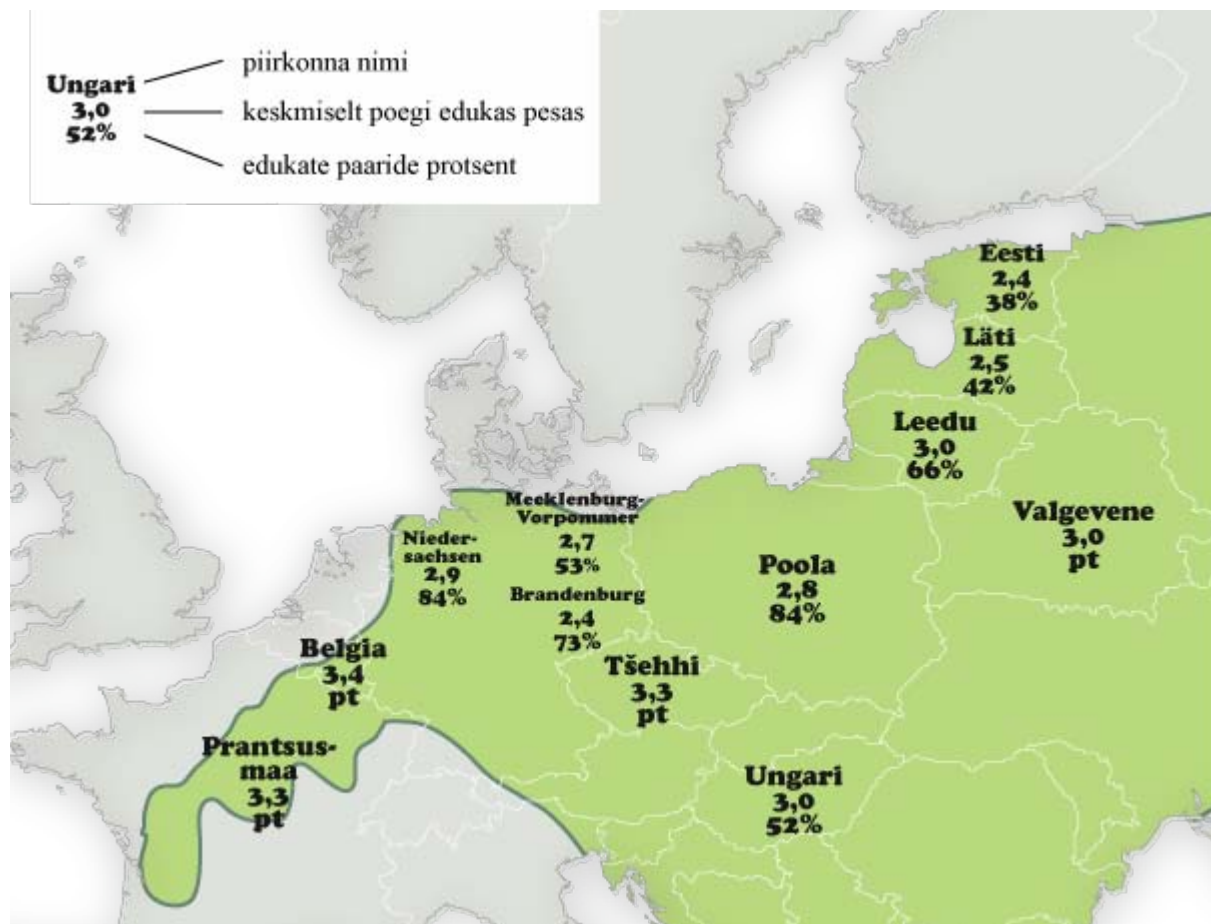 Ungari
3,0
52%
piirkonna nimi
keskmiselt poegi edukas pesas
edukate paaride protsent
Eesti
2,4
38%
Läti
2,5
42%
Leedu
3,0
66%
Valgevene
3,0
pt
Mecklenburg-
Vorpommer
2,7
53%
Nieder-
sachsen
2,9
84%
Brandenburg
2,4
73%
Poola
2,8
84%
Belgia
3,4
pt
Tšehhi
3,3
pt
Prantsus-
maa
3,3
pt
Ungari
3,0
52%